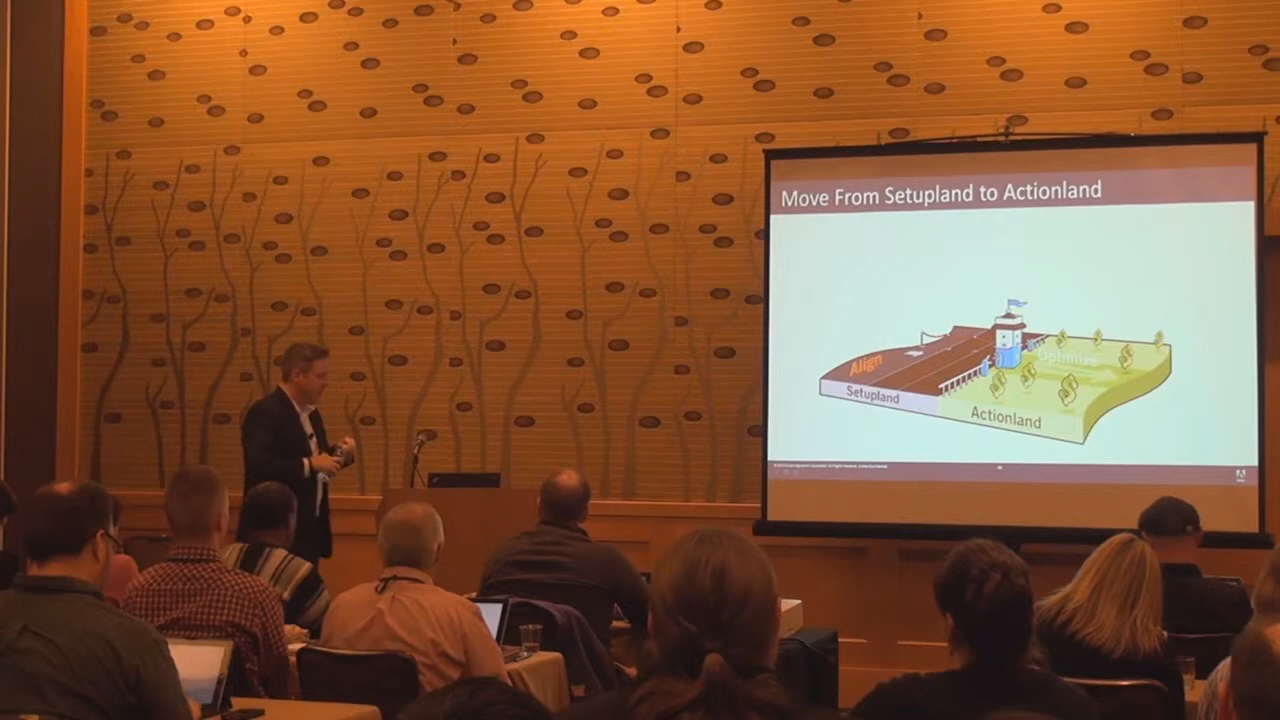 Move From Setupland to Actionland
Align
Optimize
Setupland
Actionland